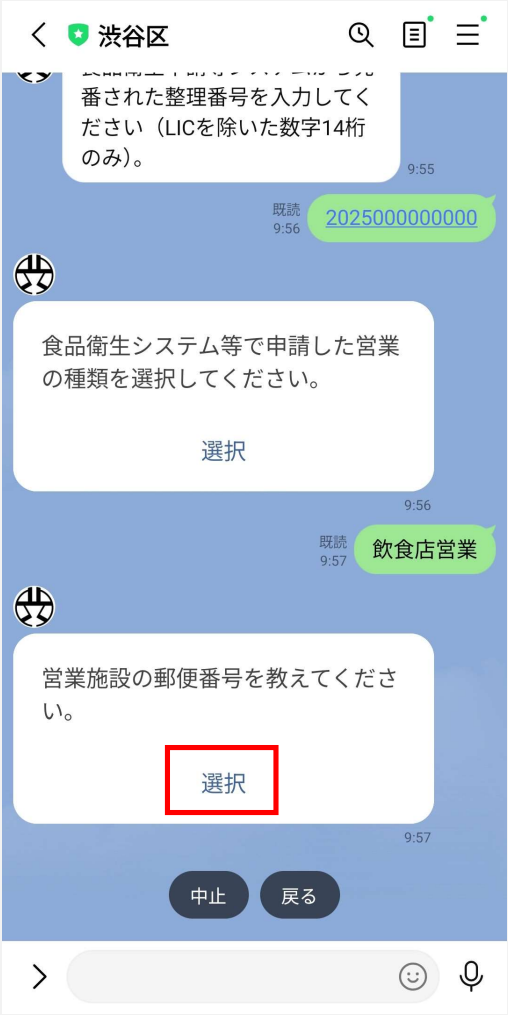 渋谷区
番された整理番号を入力してく
ださい（LICを除いた数字14桁
のみ）。
9:55
既読
9:56
2025000000000
食品衛生システム等で申請した営業
の種類を選択してください。
選択
9:56
既読
9:57
飲食店営業
営業施設の郵便番号を教えてくださ
い。
選択
9:57
中止
戻る